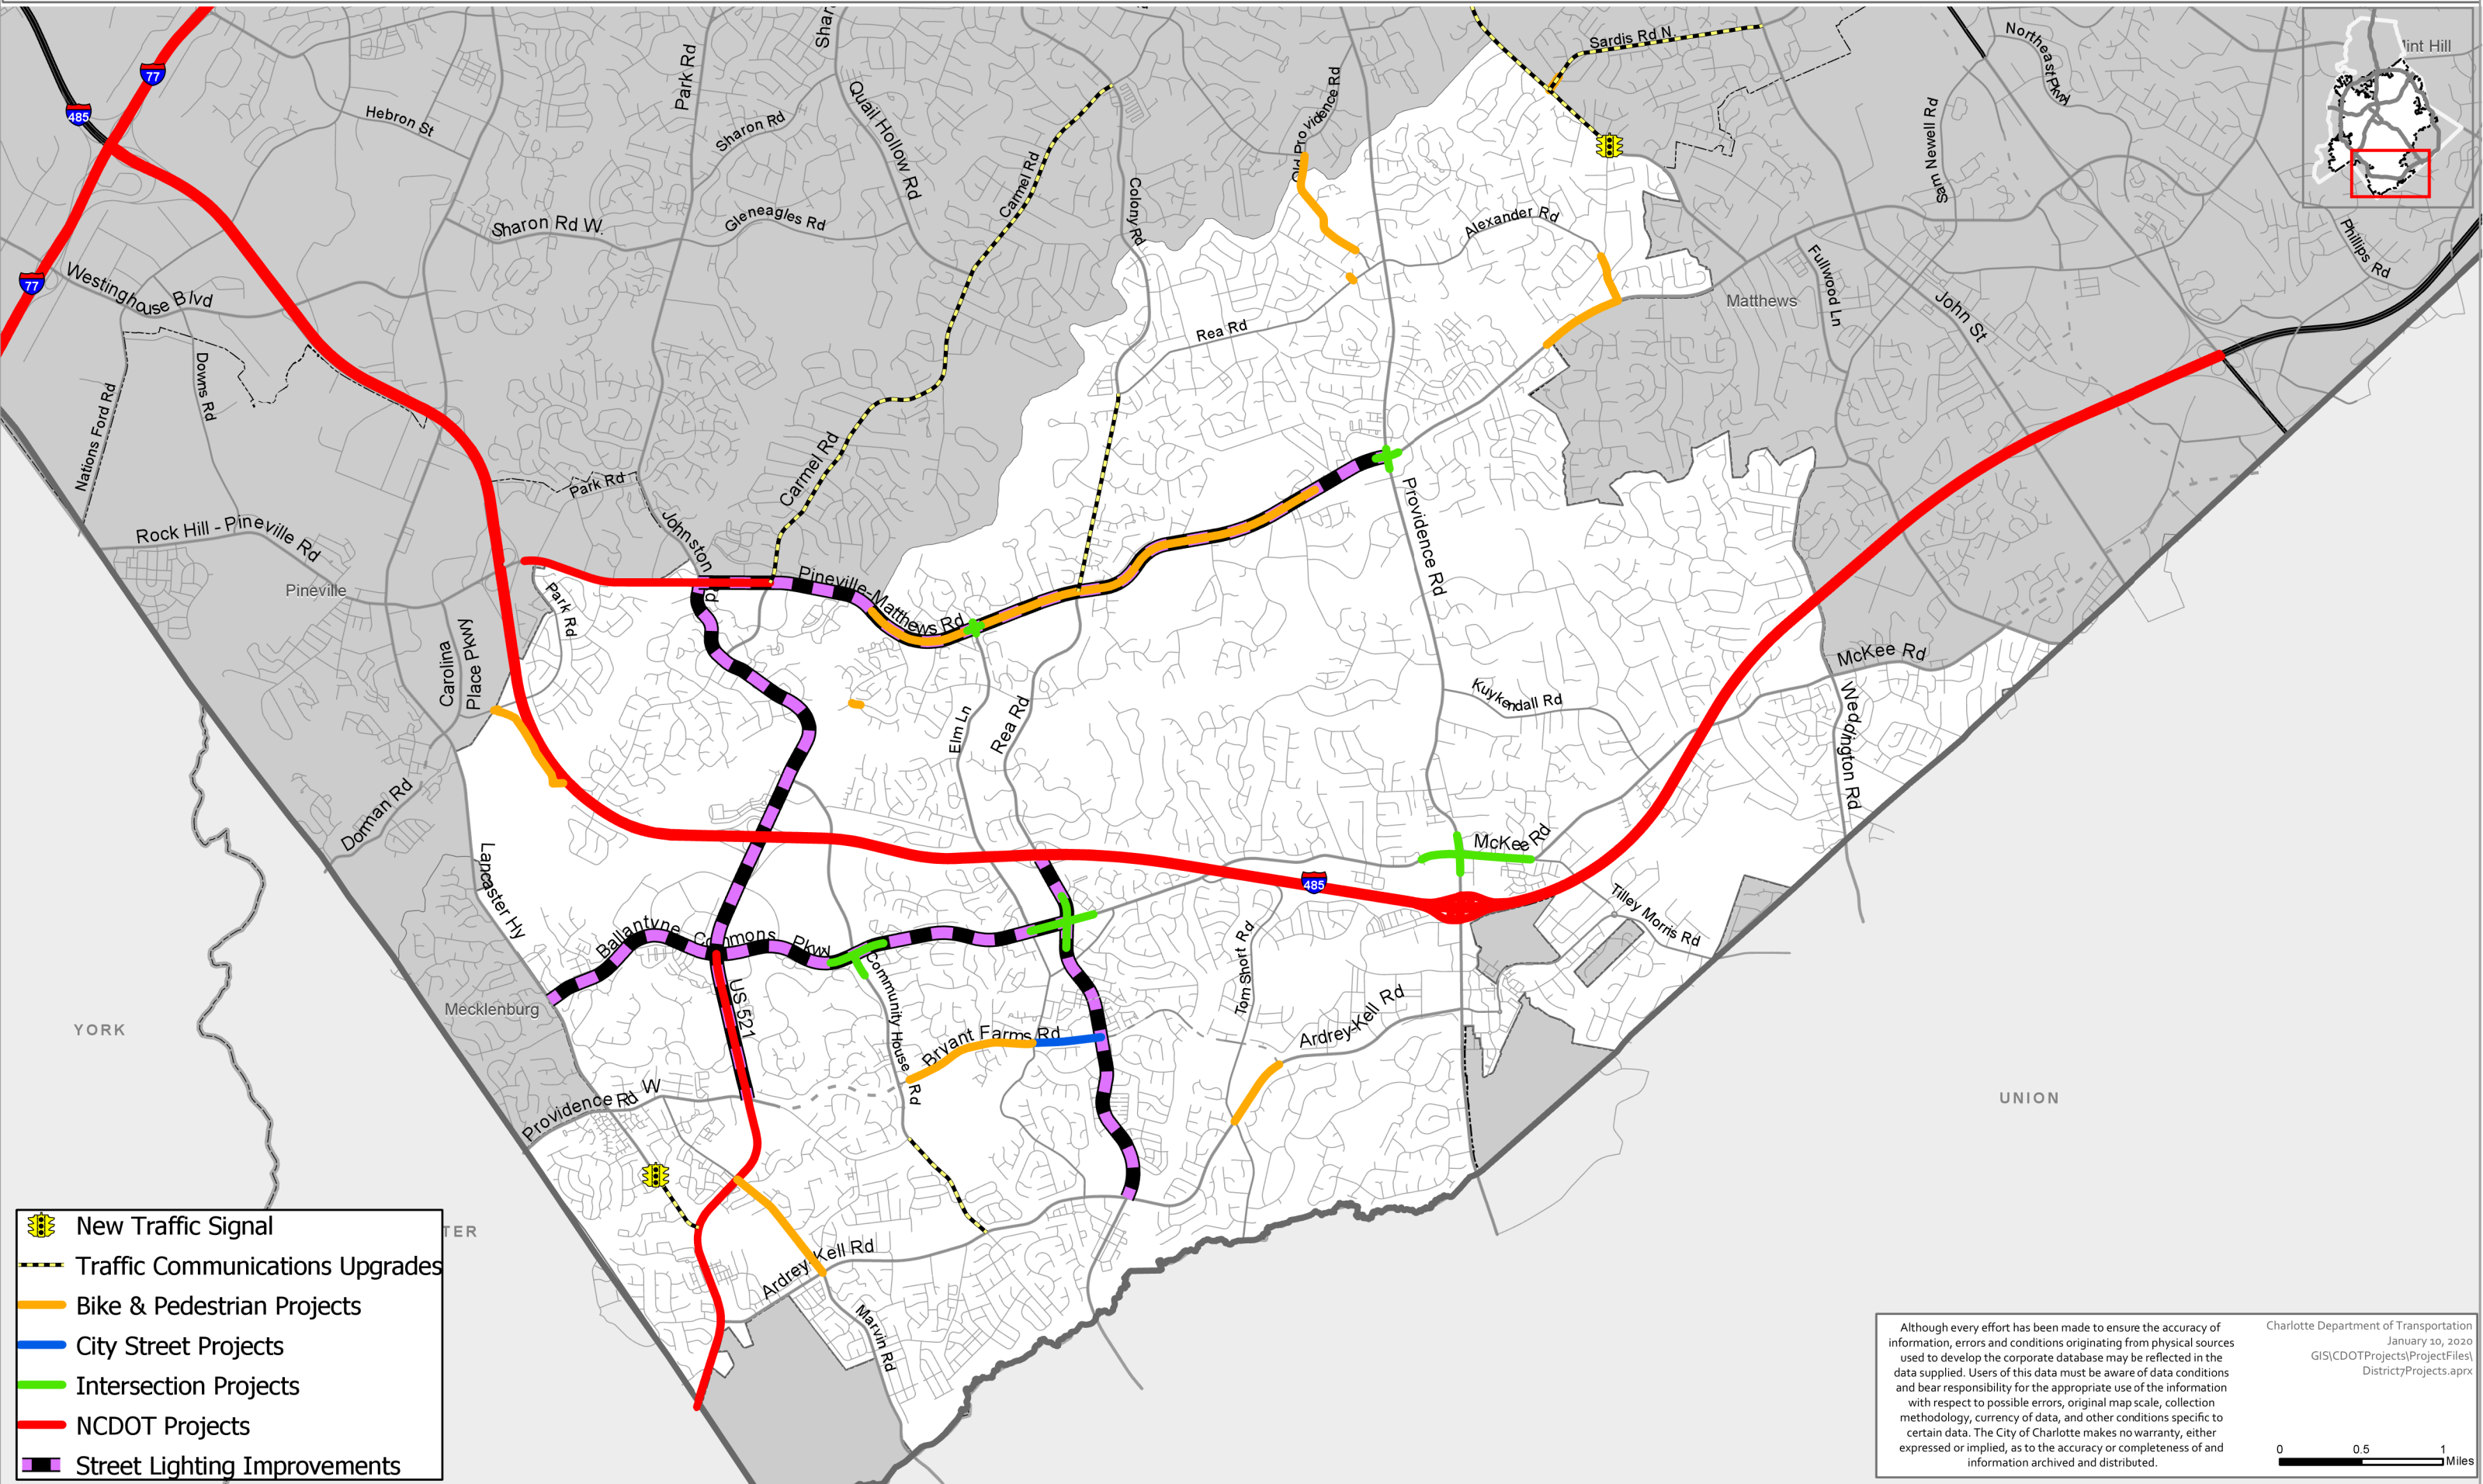 Sardis Rd N.
Northeast Pkwy
Park Rd
77
485
Hebron St
Sharon Rd
Quail Hollow Rd
Old Providence Rd
Sam Newell Rd
Carmel Rd
Colony Rd
Sharon Rd W.
Gleneagles Rd
Alexander Rd
Phillips Rd
77
Westinghouse Blvd
Fullwood Ln
Matthews
John St
Rea Rd
Downs Rd
Nations Ford Rd
Carmel Rd
Park Rd
Rock Hill - Pineville Rd
Johnston
Rd
Providence Rd
Pineville
Pineville-Matthews Rd
Park Rd
Carolina
Place Pkwy
McKee Rd
Kuykendall Rd
Elm Ln
Rea Rd
Weddington Rd
Dorman Rd
McKee Rd
Lancaster Hy
485
Tilley Morris Rd
Ballantyne Commons Pkwy
Tom Short Rd
Community House Rd
US 521
Mecklenburg
YORK
Ardrey-Kell Rd
Bryant Farms Rd
Providence Rd W
UNION
TER
Ardrey-Kell Rd
Marvin Rd
New Traffic Signal
Traffic Communications Upgrades
Bike & Pedestrian Projects
City Street Projects
Intersection Projects
NCDOT Projects
Street Lighting Improvements
Although every effort has been made to ensure the accuracy of
information, errors and conditions originating from physical sources
used to develop the corporate database may be reflected in the
data supplied. Users of this data must be aware of data conditions
and bear responsibility for the appropriate use of the information
with respect to possible errors, original map scale, collection
methodology, currency of data, and other conditions specific to
certain data. The City of Charlotte makes no warranty, either
expressed or implied, as to the accuracy or completeness of and
information archived and distributed.
Charlotte Department of Transportation
January 10, 2020
GIS\CDOTProjects\ProjectFiles\
District7Projects.aprx
0 0.5 1
Miles